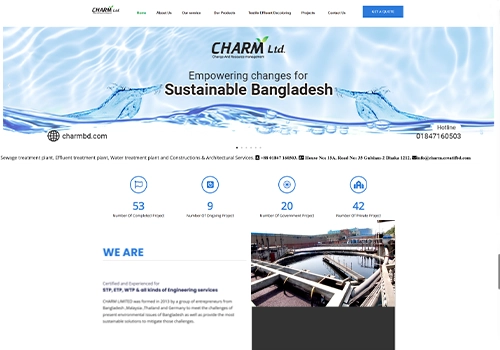 CHARM Ltd.
Home About Us Our service Our Products Textile Effluent Decoloring Projects Contact Us GET A QUOTE
CHARM Ltd.
Change And Resource management
Empowering changes for
Sustainable Bangladesh
charmbd.com
Hotline
01847160503
Sewage treatment plant, Effluent treatment plant, Water treatment plant and Constructions & Architectural Services. +88 01847 160503, House No: 15A, Road No: 35 Gulshan-2 Dhaka 1212.
53 9 20 42
Number Of Completed Project Number Of Ongoing Project Number Of Government Project Number Of Private Project
WE ARE
Certified and Experienced for
STP, ETP, WTP & all kinds of Engineering services
CHARM LIMITED was formed in 2013 by a group of entrepreneurs from
Bangladesh, Malaysia, Thailand and Germany to meet the challenges of
present environmental issues of Bangladesh as well as provide the most
sustainable solutions to mitigate those challenges.